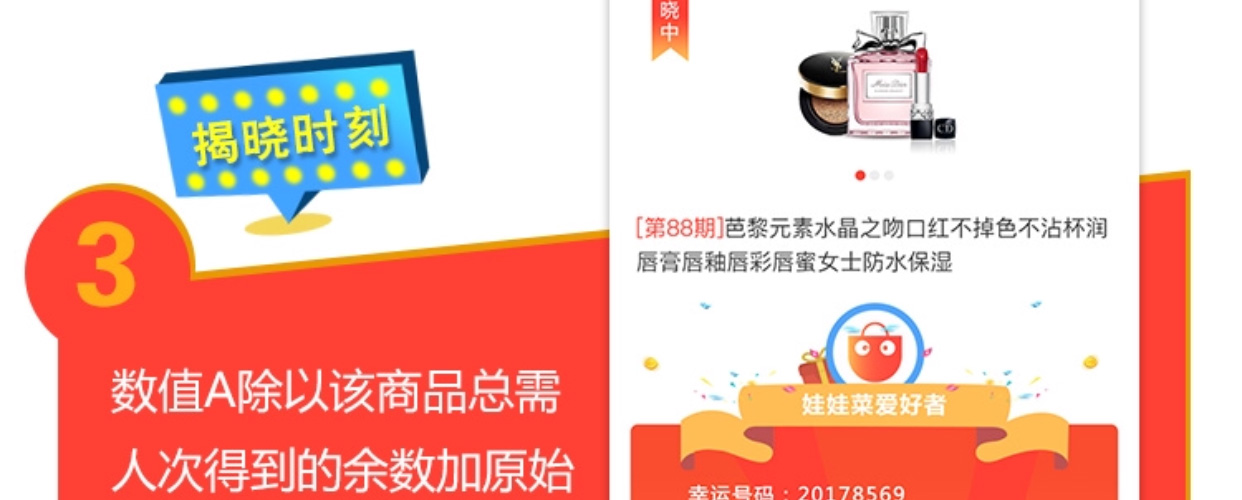 揭晓时刻
3
数值A除以该商品总需
人次得到的余数加原始
晓中
[第88期]芭黎元素水晶之吻口红不掉色不沾杯润
唇膏唇釉唇彩唇蜜女士防水保湿
娃娃菜爱好者
幸运号码：20178569